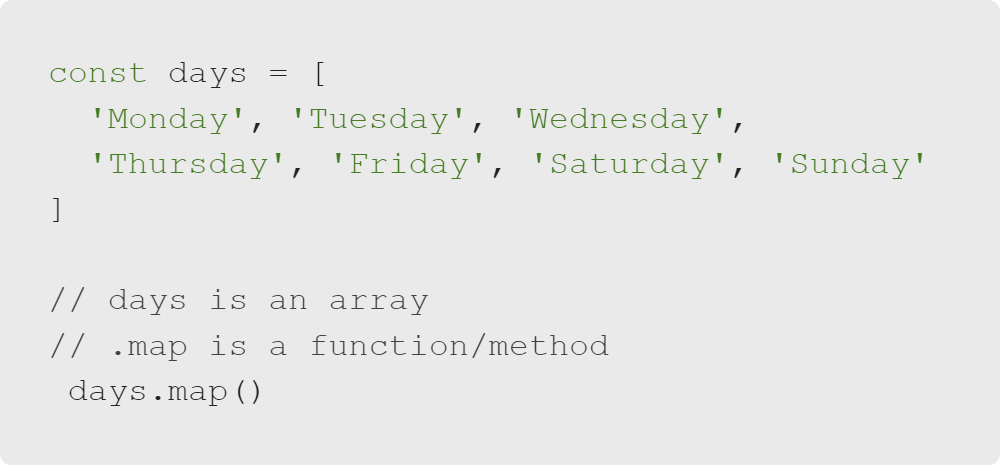 const days = [
  'Monday', 'Tuesday', 'Wednesday',
  'Thursday', 'Friday', 'Saturday', 'Sunday'
]
// days is an array
// .map is a function/method
 days.map()